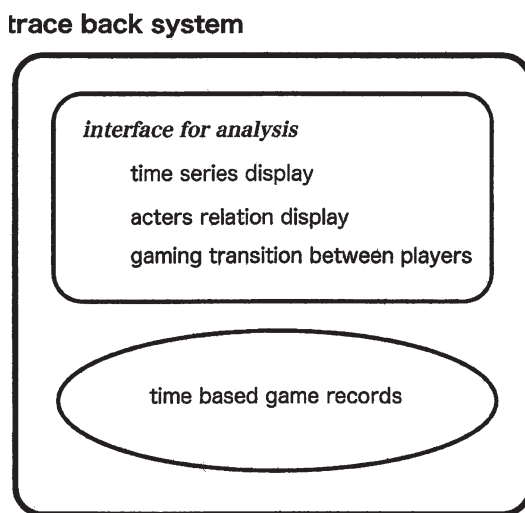 trace back system
interface for analysis
time series display
acters relation display
gaming transition between players
time based game records